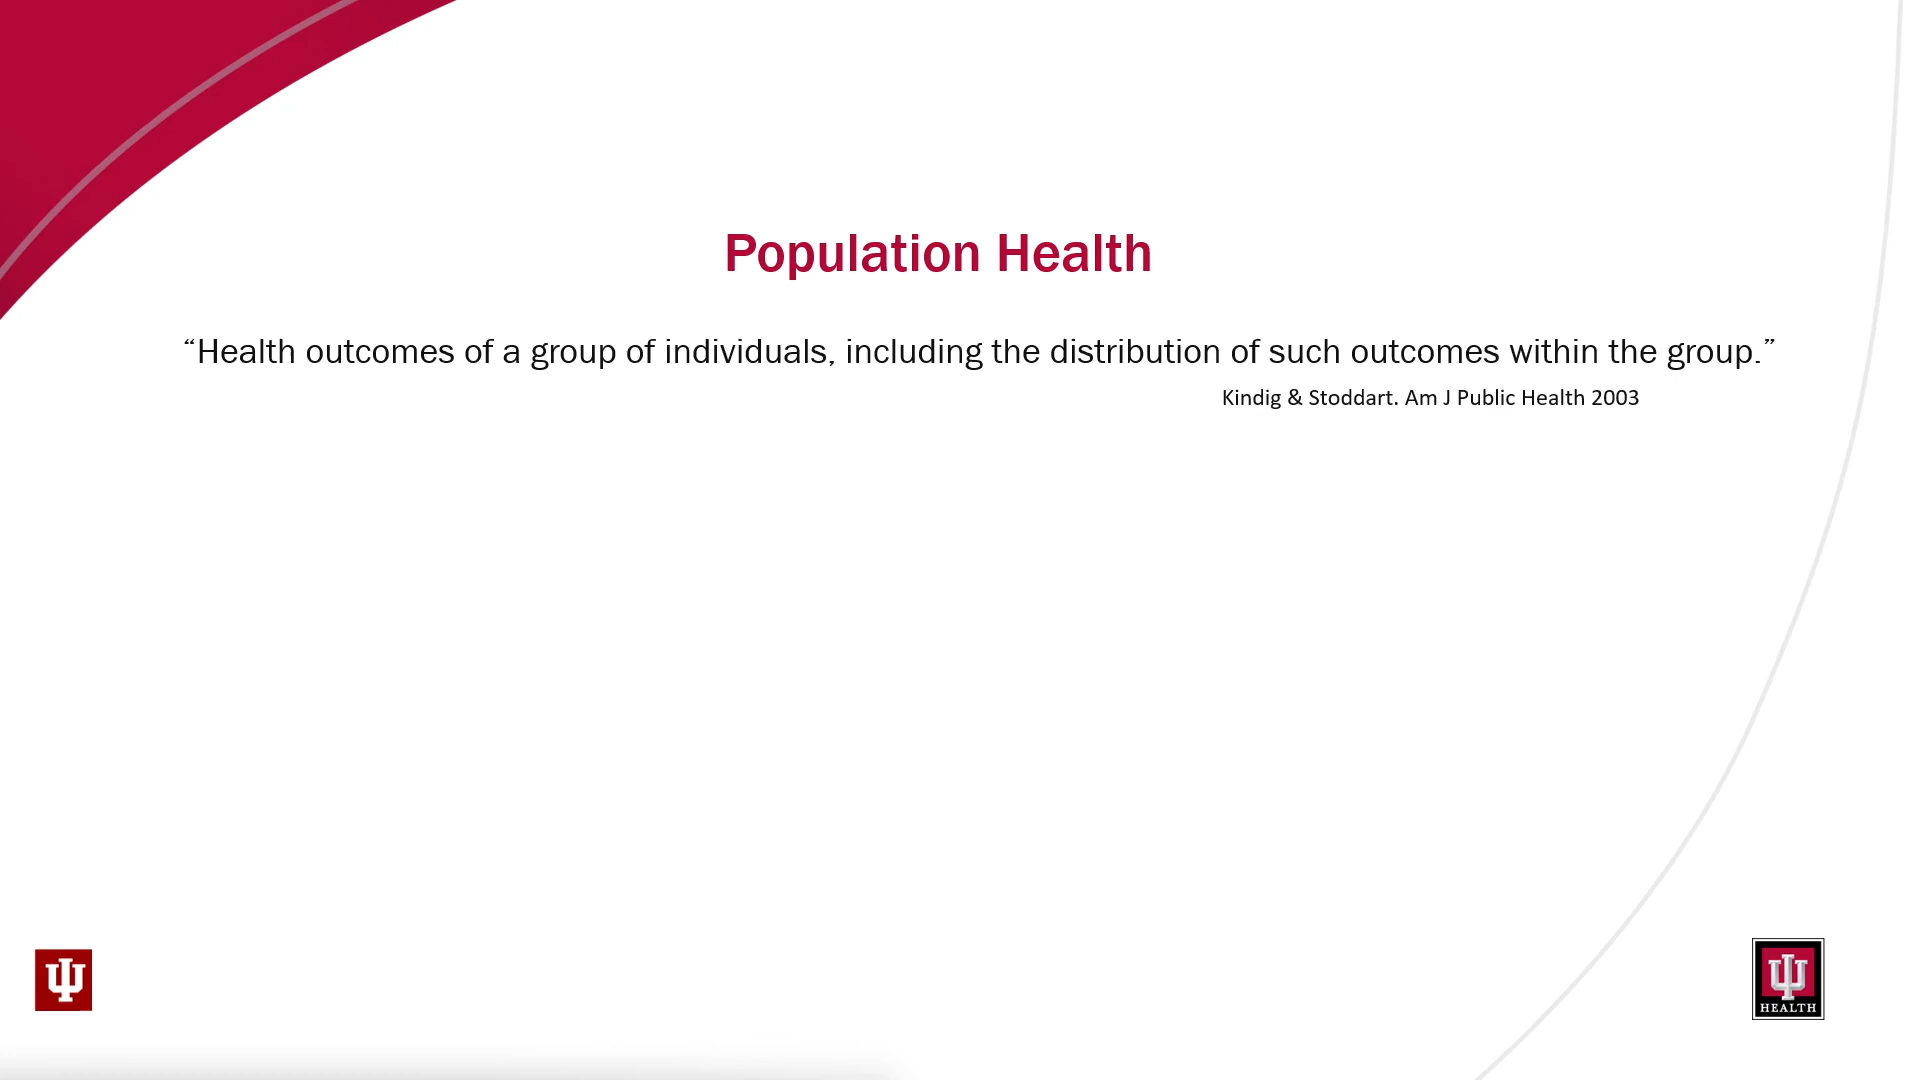 Population Health
“Health outcomes of a group of individuals, including the distribution of such outcomes within the group.”
Kindig & Stoddart. Am J Public Health 2003
HEALTH